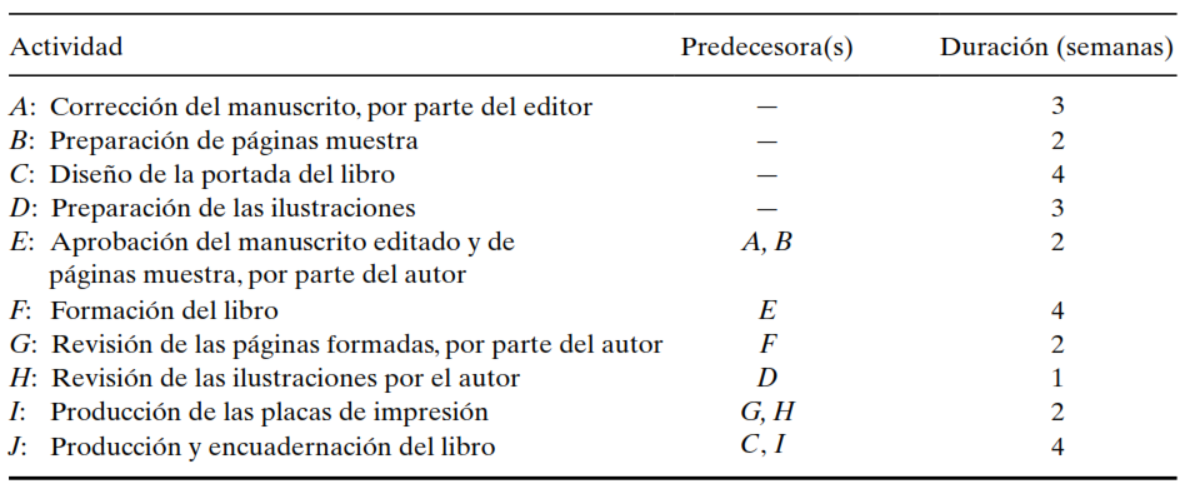 Actividad Predecesora(s) Duración (semanas)
A: Corrección del manuscrito, por parte del editor — 3
B: Preparación de páginas muestra — 2
C: Diseño de la portada del libro — 4
D: Preparación de las ilustraciones — 3
E: Aprobación del manuscrito editado y de A, B 2
páginas muestra, por parte del autor
F: Formación del libro E 4
G: Revisión de las páginas formadas, por parte del autor F 2
H: Revisión de las ilustraciones por el autor D 1
I: Producción de las placas de impresión G, H 2
J: Producción y encuadernación del libro C, I 4